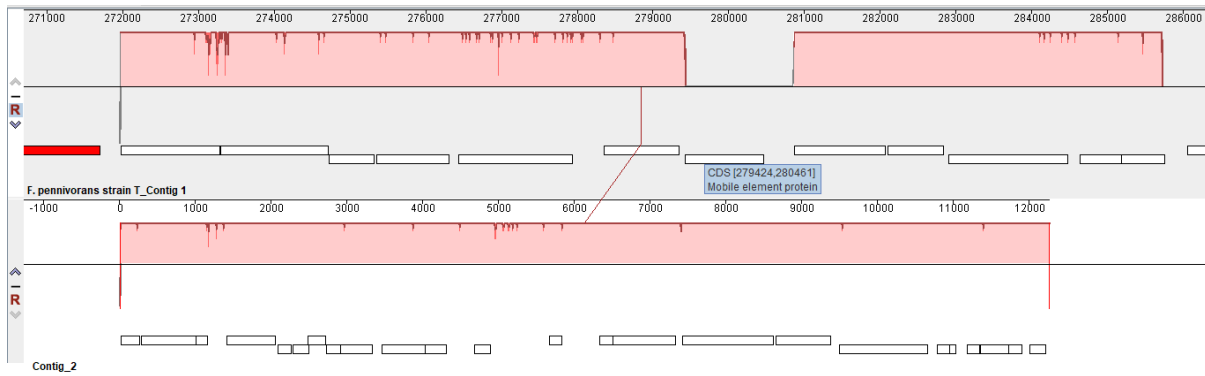 271000 272000 273000 274000 275000 276000 277000 278000 279000 280000 281000 282000 283000 284000 285000 286000
R
CDS [279424,280461]
Mobile element protein
F. pennivorans strain T_Contig 1
-1000 0 1000 2000 3000 4000 5000 6000 7000 8000 9000 10000 11000 12000
R
Contig_2